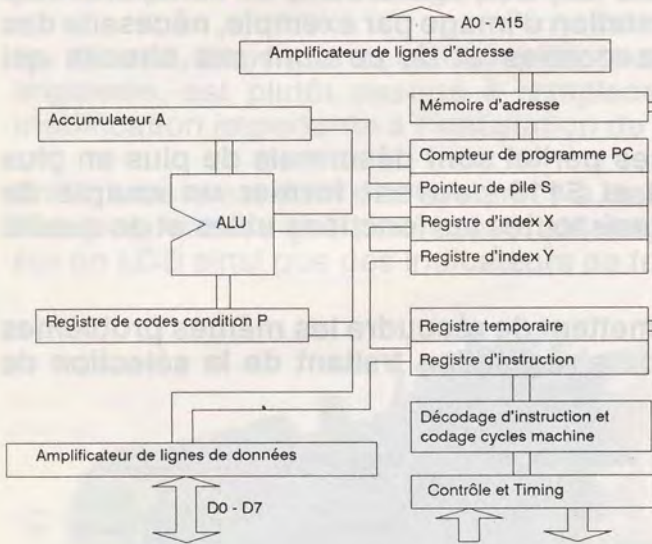 A0 - A15
Amplificateur de lignes d'adresse
Mémoire d'adresse
Accumulateur A
Compteur de programme PC
Pointeur de pile S
ALU
Registre d'index X
Registre d'index Y
Registre de codes condition P
Registre temporaire
Registre d'instruction
Décodage d'instruction et
codage cycles machine
Amplificateur de lignes de données
Contrôle et Timing
D0 - D7